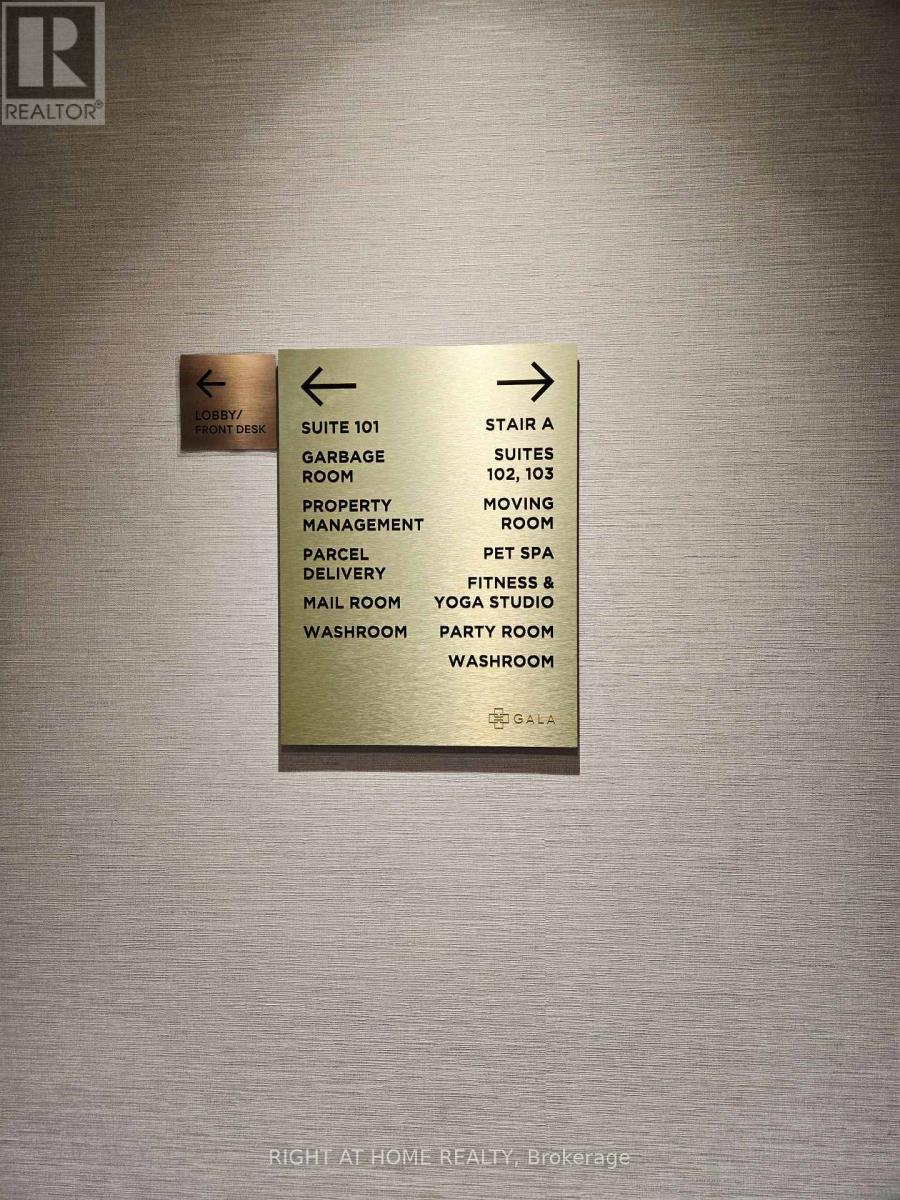 R
REALTOR®
←
LOBBY/
FRONT DESK
←
SUITE 101
GARBAGE
ROOM
PROPERTY
MANAGEMENT
PARCEL
DELIVERY
MAIL ROOM
WASHROOM
→
STAIR A
SUITES
102, 103
MOVING
ROOM
PET SPA
FITNESS &
YOGA STUDIO
PARTY ROOM
WASHROOM
GALA
RIGHT AT HOME REALTY, Brokerage